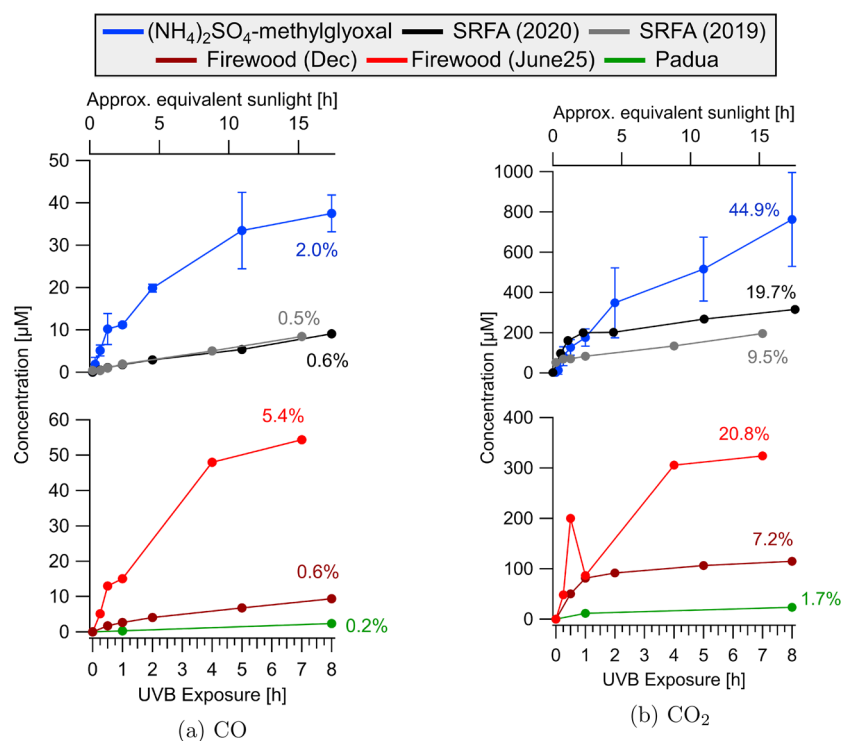 (NH₄)₂SO₄-methylglyoxal SRFA (2020) SRFA (2019)
Firewood (Dec) Firewood (June25) Padua
Approx. equivalent sunlight [h]
0 5 10 15
50
40
30
20
10
0
2.0%
0.5%
0.6%
Concentration [µM]
60
50
40
30
20
10
0
5.4%
0.6%
0.2%
0 1 2 3 4 5 6 7 8
UVB Exposure [h]
(a) CO
Approx. equivalent sunlight [h]
0 5 10 15
1000
800
600
400
200
0
44.9%
19.7%
9.5%
Concentration [µM]
400
300
200
100
0
20.8%
7.2%
1.7%
0 1 2 3 4 5 6 7 8
UVB Exposure [h]
(b) CO₂